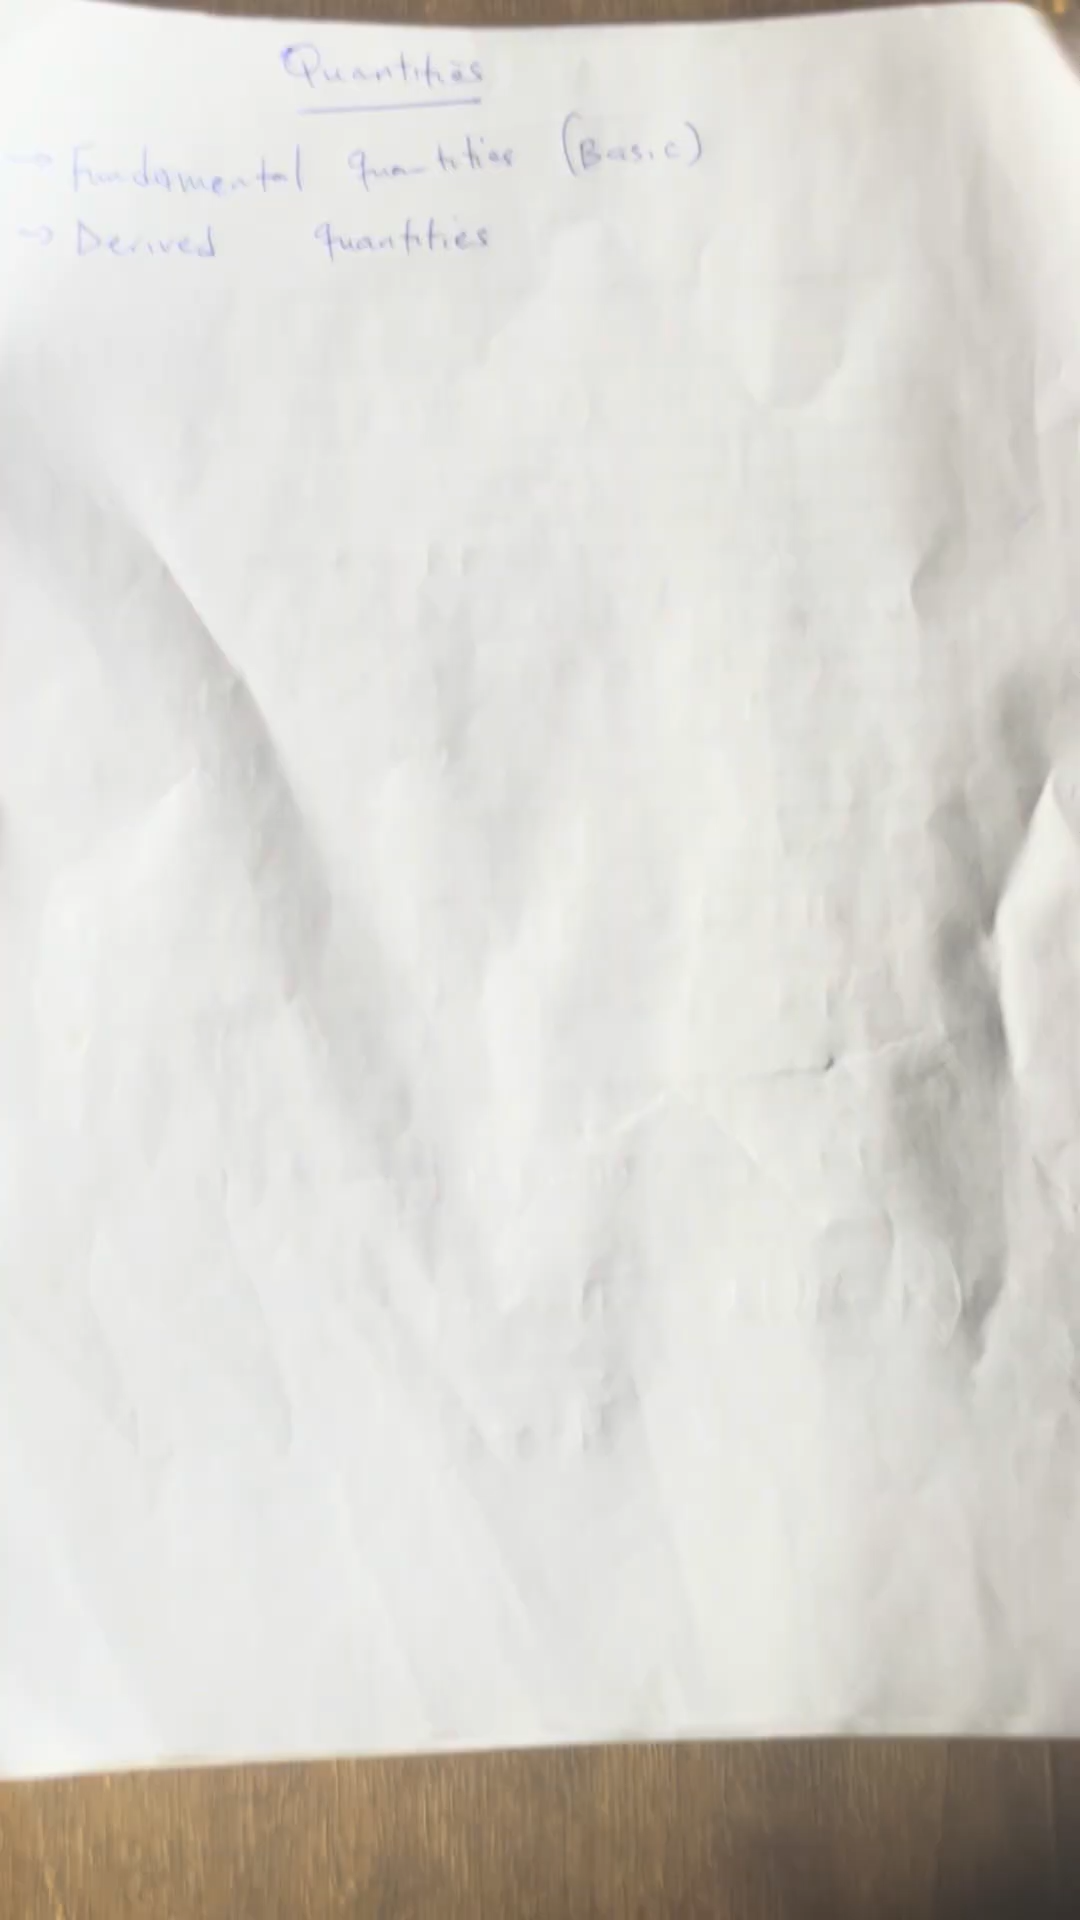 Quantities
→ Fundamental quantities (Basic)
→ Derived quantities